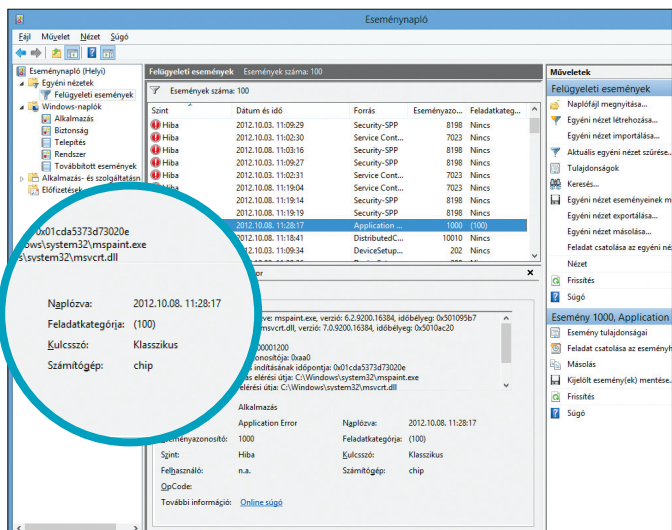 Eseménynapló
Fájl Művelet Nézet Súgó
Eseménynapló (Helyi)
Egyéni nézetek
Felügyeleti események
Windows-naplók
Alkalmazás
Biztonság
Telepítés
Rendszer
Továbbított események
Alkalmazás- és szolgáltatásn
Előfizetések
Felügyeleti események Események száma: 100
Események száma: 100
Szint Dátum és idő Forrás Eseményazo... Feladatkateg...
Hiba 2012.10.03. 11:09:29 Security-SPP 8198 Nincs
Hiba 2012.10.03. 11:02:30 Service Cont... 7023 Nincs
Hiba 2012.10.08. 11:03:16 Security-SPP 8198 Nincs
Hiba 2012.10.03. 11:09:27 Security-SPP 8198 Nincs
Hiba 2012.10.03. 11:02:31 Service Cont... 7023 Nincs
Hiba 2012.10.08. 11:19:04 Service Cont... 7023 Nincs
2012.10.08. 11:19:14 Security-SPP 8198 Nincs
2012.10.08. 11:19:19 Security-SPP 8198 Nincs
2012.10.08. 11:28:17 Application ... 1000 (100)
2012.10.08. 11:18:41 DistributedC... 10010 Nincs
2012.10.03. 11:09:34 DeviceSetup... 202 Nincs
or
ve: mspaint.exe, verzió: 6.2.9200.16384, időbélyeg: 0x501095b7
msvcrt.dll, verzió: 7.0.9200.16384, időbélyeg: 0x5010ac20
00001200
onosítója: 0xaa0
s indításának időpontja: 0x01cda5373d73020e
as elérési útja: C:\Windows\system32\mspaint.exe
elérési útja: C:\Windows\system32\msvcrt.dll
Alkalmazás
Application Error Naplózva: 2012.10.08. 11:28:17
ményazonosító: 1000 Feladatkategórja: (100)
Szint: Hiba Kulcsszó: Klasszikus
Felhasználó: n.a. Számítógép: chip
OpCode:
További információ: Online súgó
0x01cda5373d73020e
ows\system32\mspaint.exe
s\system32\msvcrt.dll
Naplózva: 2012.10.08. 11:28:17
Feladatkategórja: (100)
Kulcsszó: Klasszikus
Számítógép: chip
Műveletek
Felügyeleti események
Naplófájl megnyitása...
Egyéni nézet létrehozása...
Egyéni nézet importálása...
Aktuális egyéni nézet szűrése...
Tulajdonságok
Keresés...
Egyéni nézet eseményeinek m
Egyéni nézet exportálása...
Egyéni nézet másolása...
Feladat csatolása az egyéni néz
Nézet
Frissítés
Súgó
Esemény 1000, Application
Esemény tulajdonságai
Feladat csatolása az eseményh
Másolás
Kijelölt esemény(ek) mentése.
Frissítés
Súgó